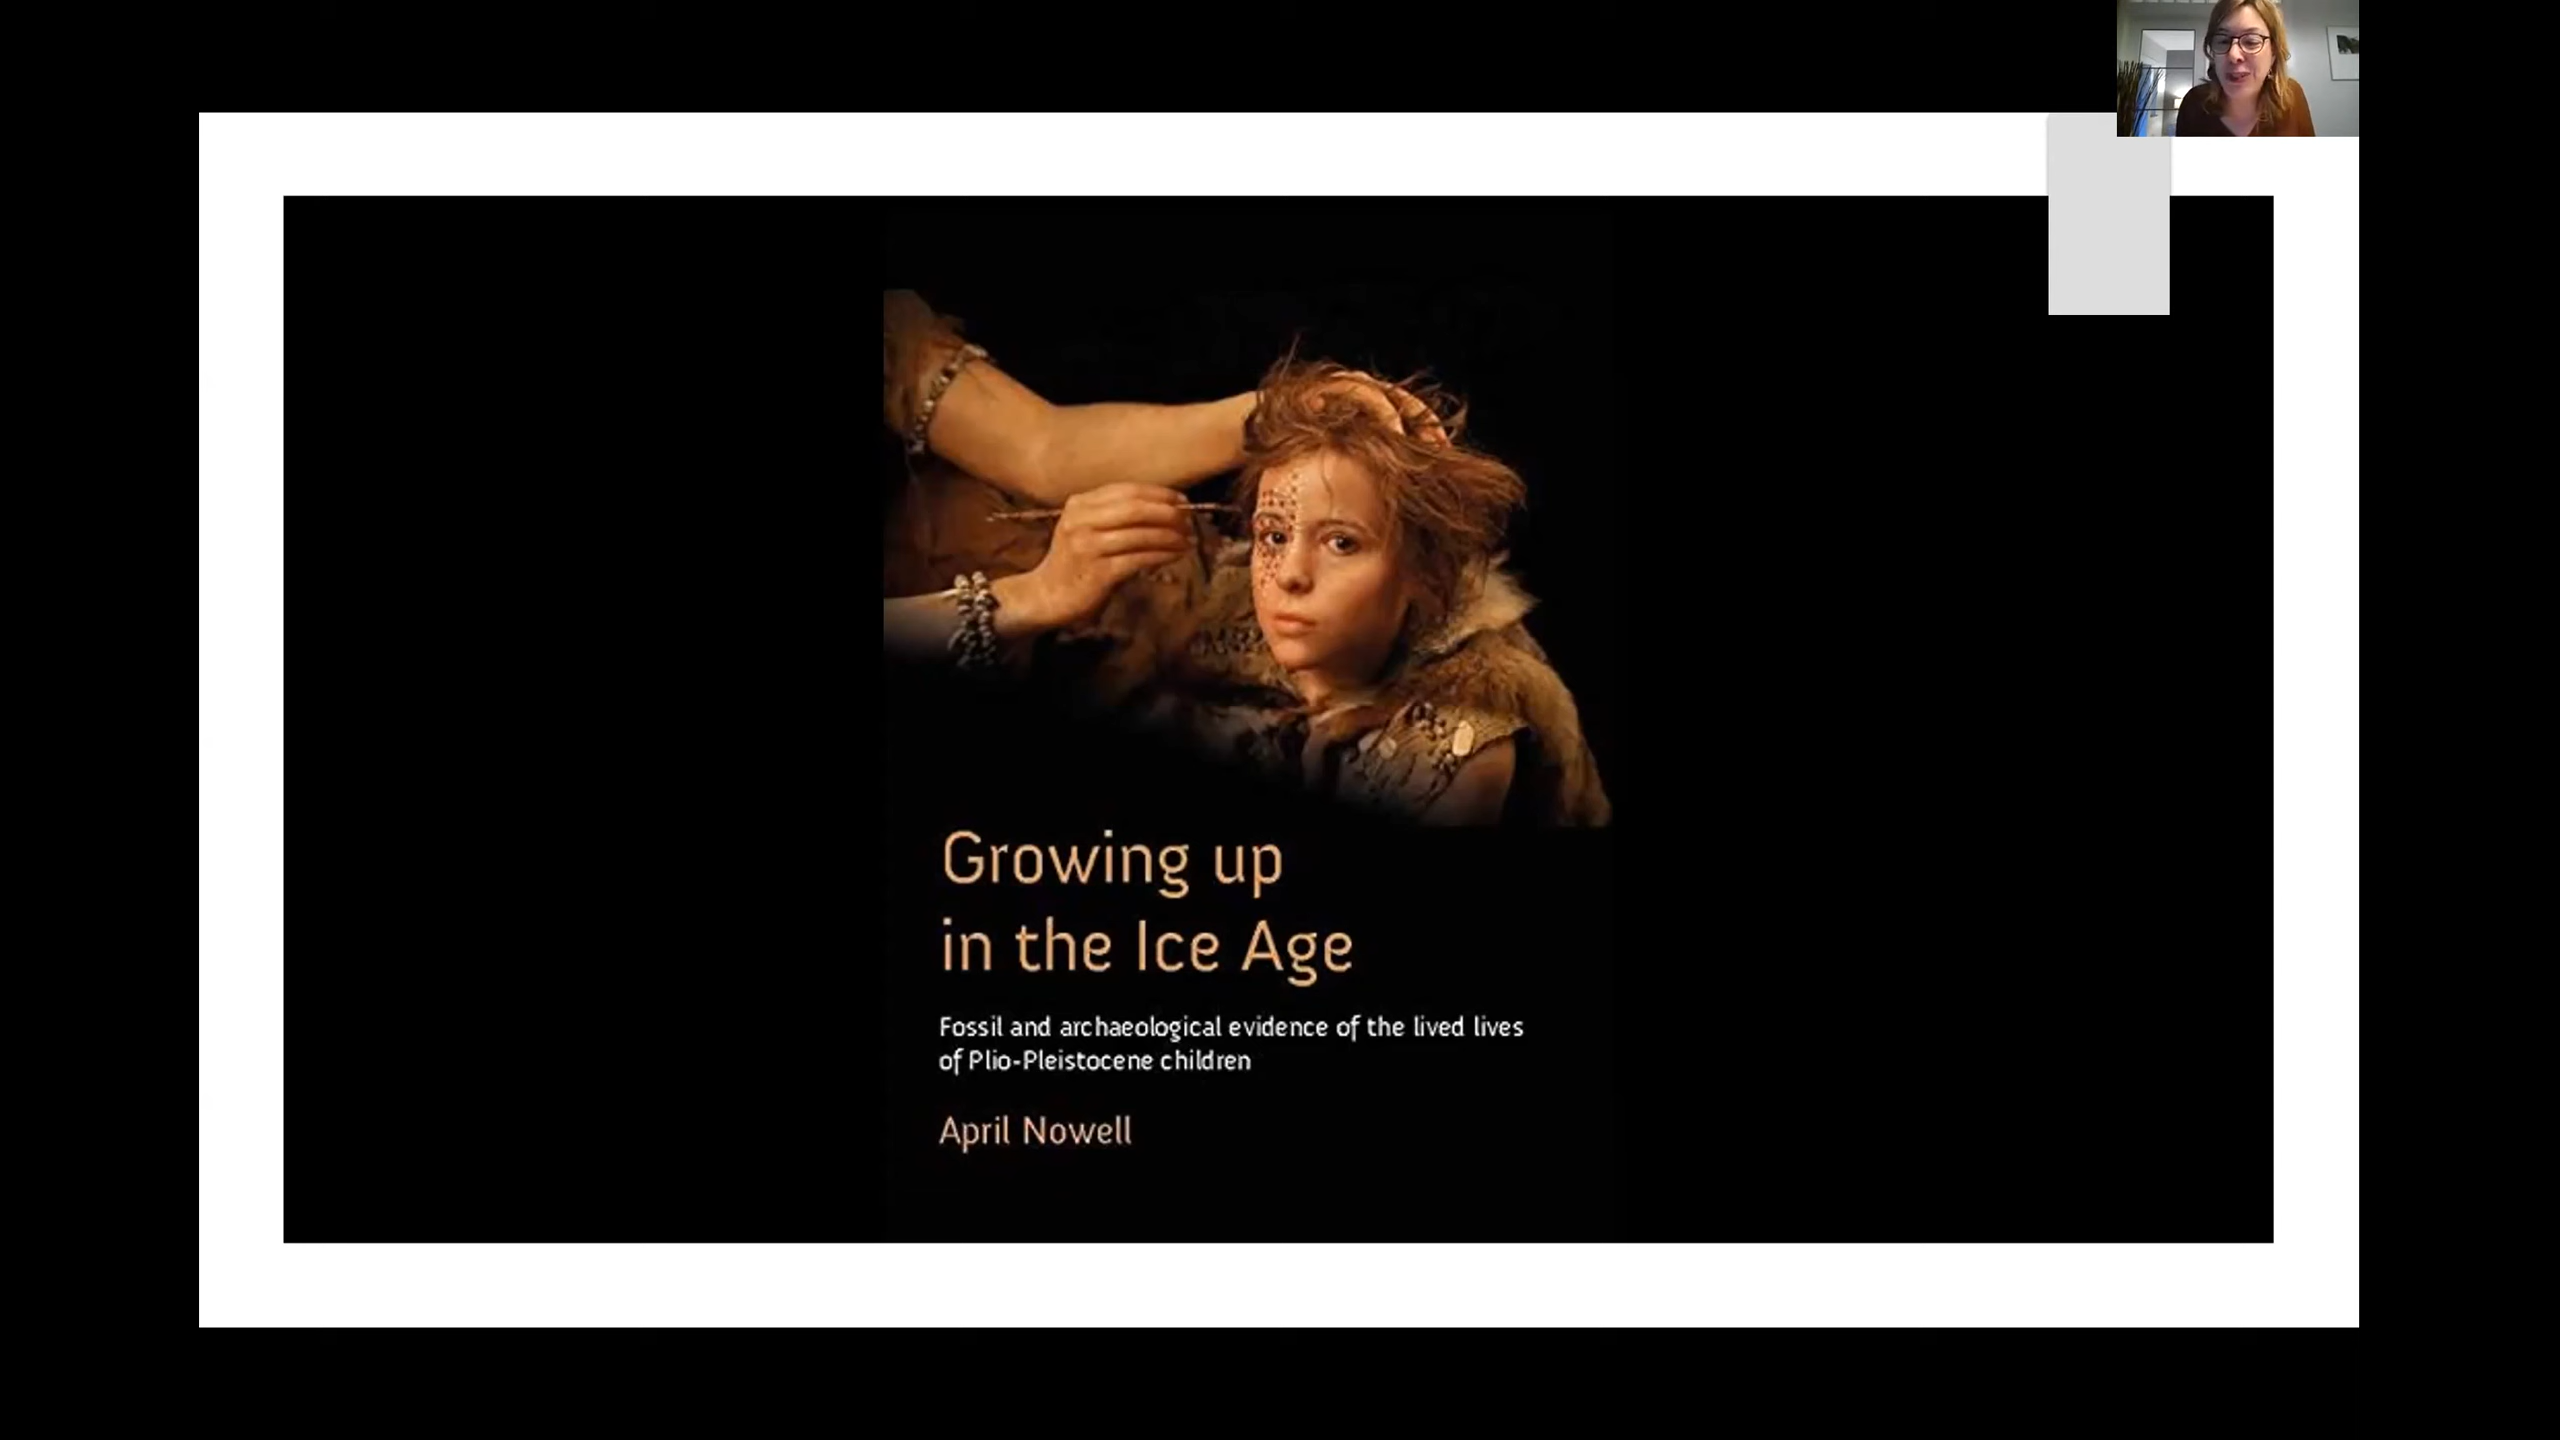 Growing up
in the Ice Age
Fossil and archaeological evidence of the lived lives
of Plio-Pleistocene children
April Nowell